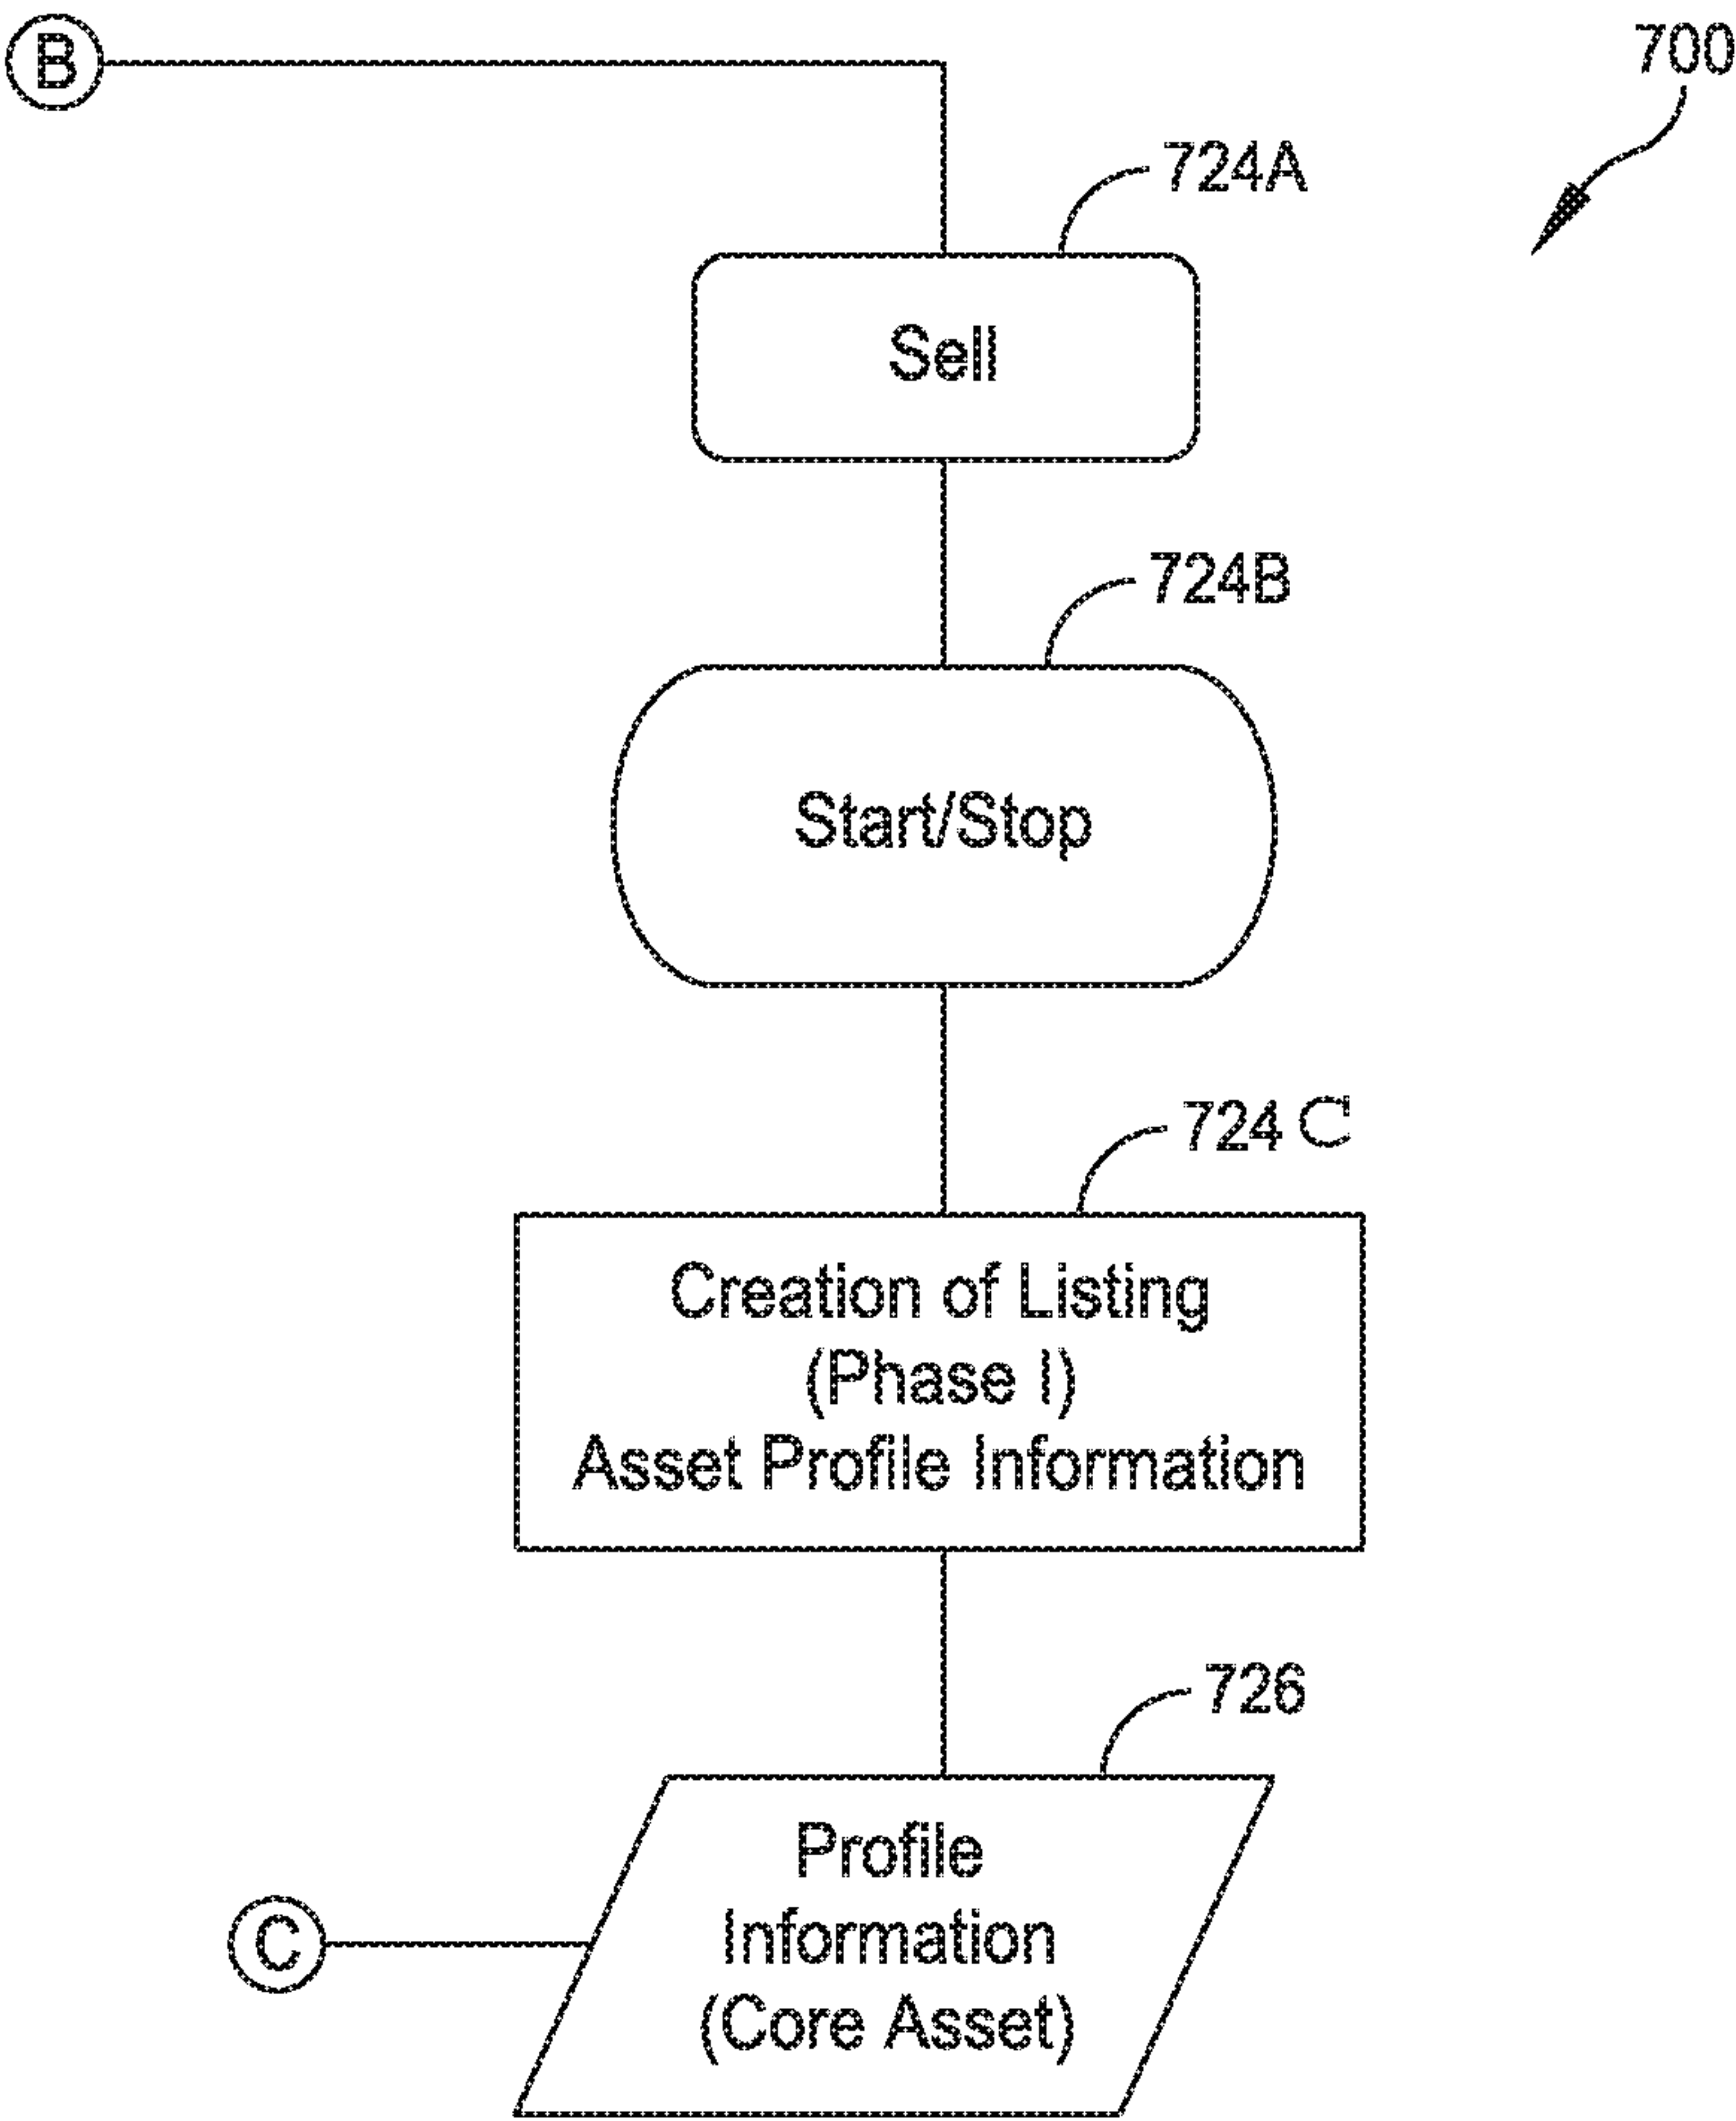 B
700
724A
Sell
724B
Start/Stop
724 C
Creation of Listing
(Phase I)
Asset Profile Information
726
Profile
Information
(Core Asset)
C